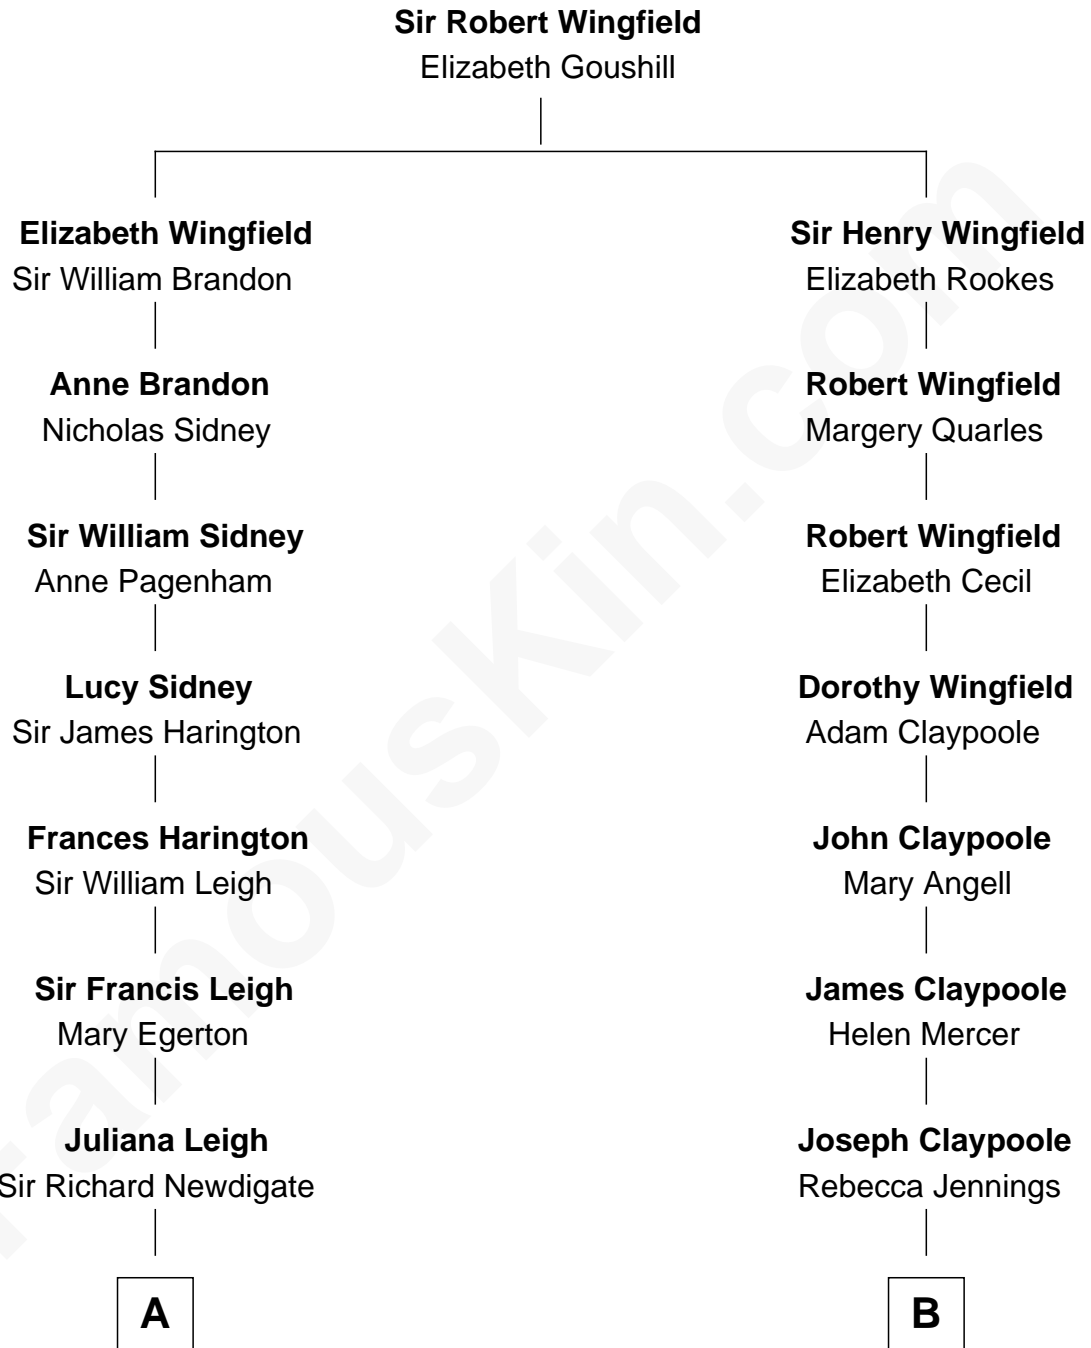 Sir Robert Wingfield
Elizabeth Goushill
Elizabeth Wingfield
Sir William Brandon
Sir Henry Wingfield
Elizabeth Rookes
Anne Brandon
Nicholas Sidney
Robert Wingfield
Margery Quarles
Sir William Sidney
Anne Pagenham
Robert Wingfield
Elizabeth Cecil
Lucy Sidney
Sir James Harington
Dorothy Wingfield
Adam Claypoole
Frances Harington
Sir William Leigh
John Claypoole
Mary Angell
Sir Francis Leigh
Mary Egerton
James Claypoole
Helen Mercer
Juliana Leigh
Sir Richard Newdigate
Joseph Claypoole
Rebecca Jennings
A
B
famouskin.com